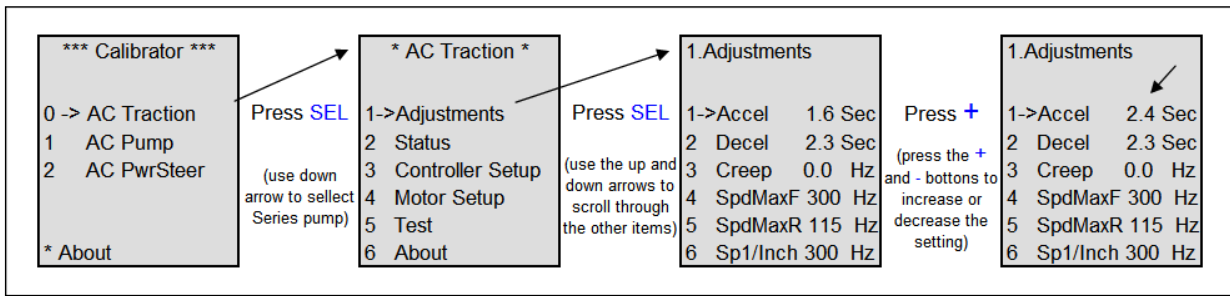 *** Calibrator ***
0 -> AC Traction
1 AC Pump
2 AC PwrSteer
* About
Press SEL
(use down
arrow to sellect
Series pump)
* AC Traction *
1->Adjustments
2 Status
3 Controller Setup
4 Motor Setup
5 Test
6 About
Press SEL
(use the up and
down arrows to
scroll through
the other items)
1.Adjustments
1->Accel 1.6 Sec
2 Decel 2.3 Sec
3 Creep 0.0 Hz
4 SpdMaxF 300 Hz
5 SpdMaxR 115 Hz
6 Sp1/Inch 300 Hz
Press +
(press the +
and - bottons to
increase or
decrease the
setting)
1.Adjustments
1->Accel 2.4 Sec
2 Decel 2.3 Sec
3 Creep 0.0 Hz
4 SpdMaxF 300 Hz
5 SpdMaxR 115 Hz
6 Sp1/Inch 300 Hz